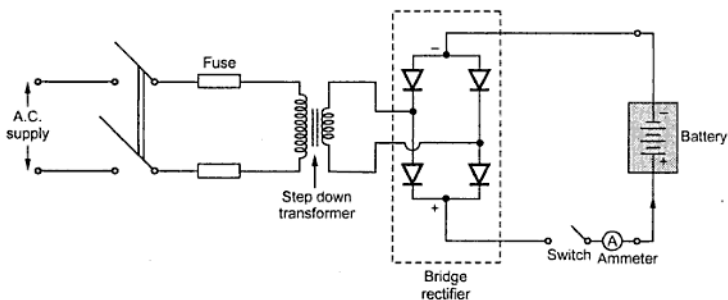 Fuse
A.C.
supply
Step down
transformer
−
+
Bridge
rectifier
−
+
Battery
Switch
A
Ammeter